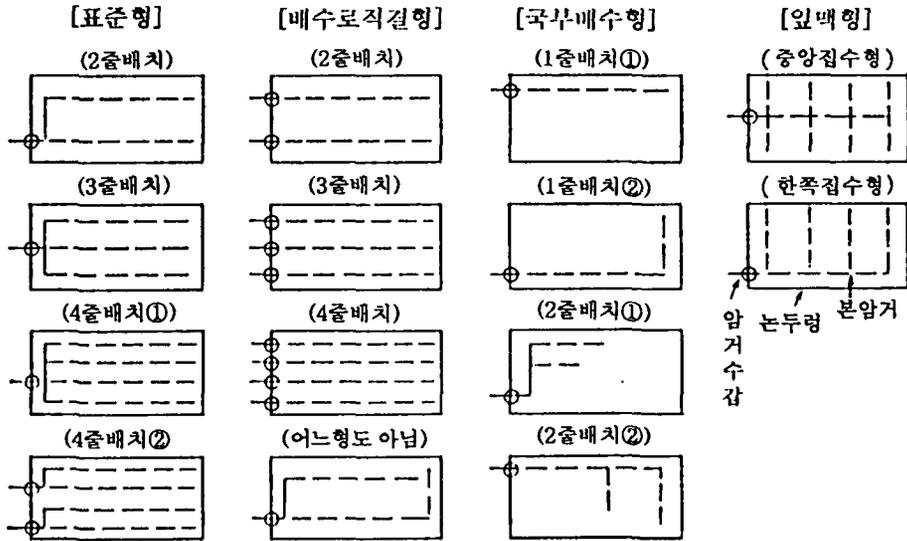 [표준형] [배수로직결형] [국부배수형] [잎맥형]
(2줄배치) (2줄배치) (1줄배치①) (중앙집수형)
(3줄배치) (3줄배치) (1줄배치②) (한쪽집수형)
암거수갑 논두렁 본암거
(4줄배치①) (4줄배치) (2줄배치①)
(4줄배치② (어느형도 아님) (2줄배치②)